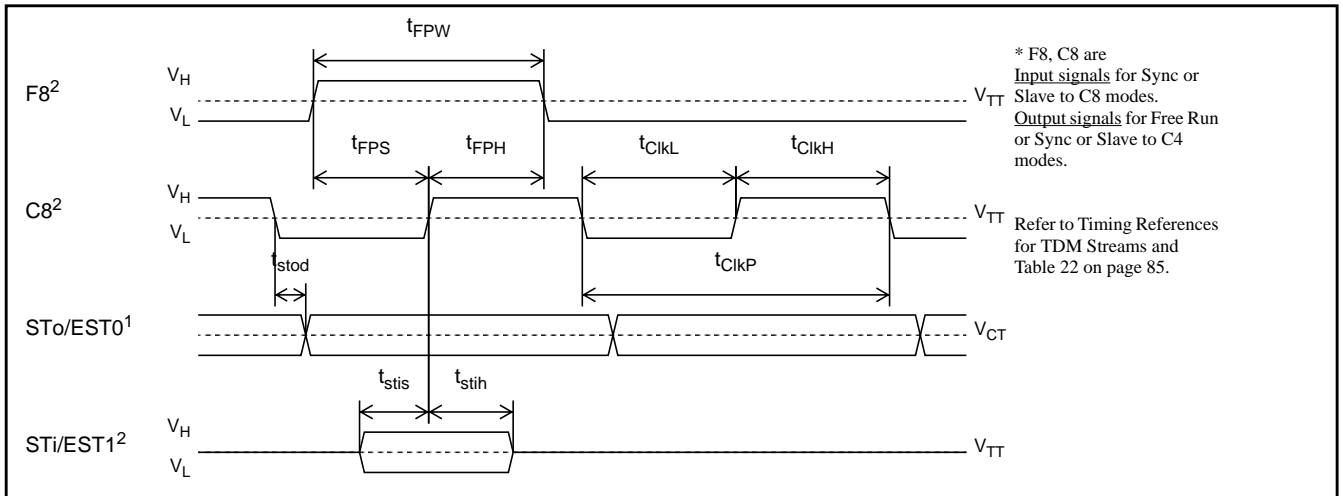 tFPW
* F8, C8 are
Input signals for Sync or
Slave to C8 modes.
Output signals for Free Run
or Sync or Slave to C4
modes.
F8²
VH
VL
VTT
tFPS
tFPH
tClkL
tClkH
C8²
VH
VL
VTT
Refer to Timing References
for TDM Streams and
Table 22 on page 85.
tstod
tClkP
STo/EST0¹
VCT
tstis
tstih
STi/EST1²
VH
VL
VTT